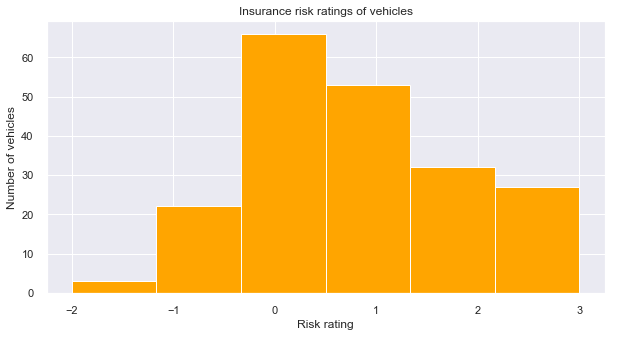 Insurance risk ratings of vehicles
Number of vehicles
60
50
40
30
20
10
0
−2 −1 0 1 2 3
Risk rating